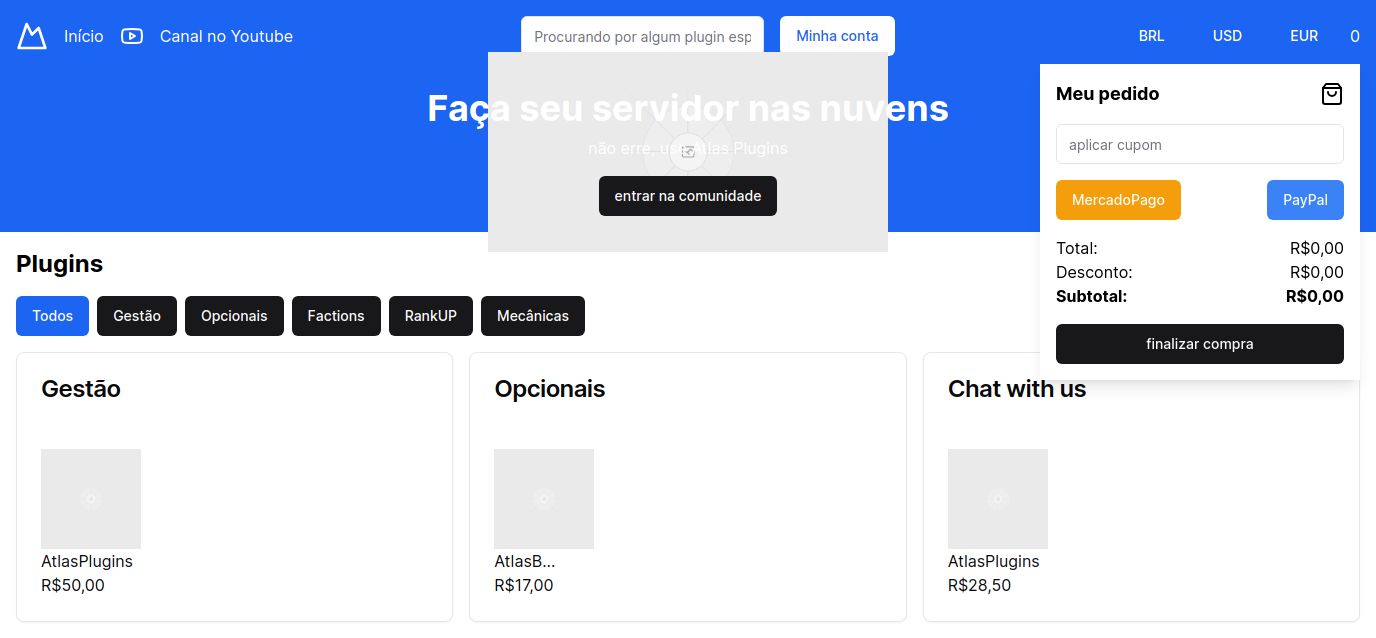 Início
Canal no Youtube
Procurando por algum plugin esp
Minha conta
BRL
USD
EUR
0
Faça seu servidor nas nuvens
não erre, use Atlas Plugins
entrar na comunidade
Meu pedido
aplicar cupom
MercadoPago
PayPal
Total: R$0,00
Desconto: R$0,00
Subtotal: R$0,00
finalizar compra
Plugins
Todos
Gestão
Opcionais
Factions
RankUP
Mecânicas
Gestão
AtlasPlugins
R$50,00
Opcionais
AtlasB...
R$17,00
Chat with us
AtlasPlugins
R$28,50